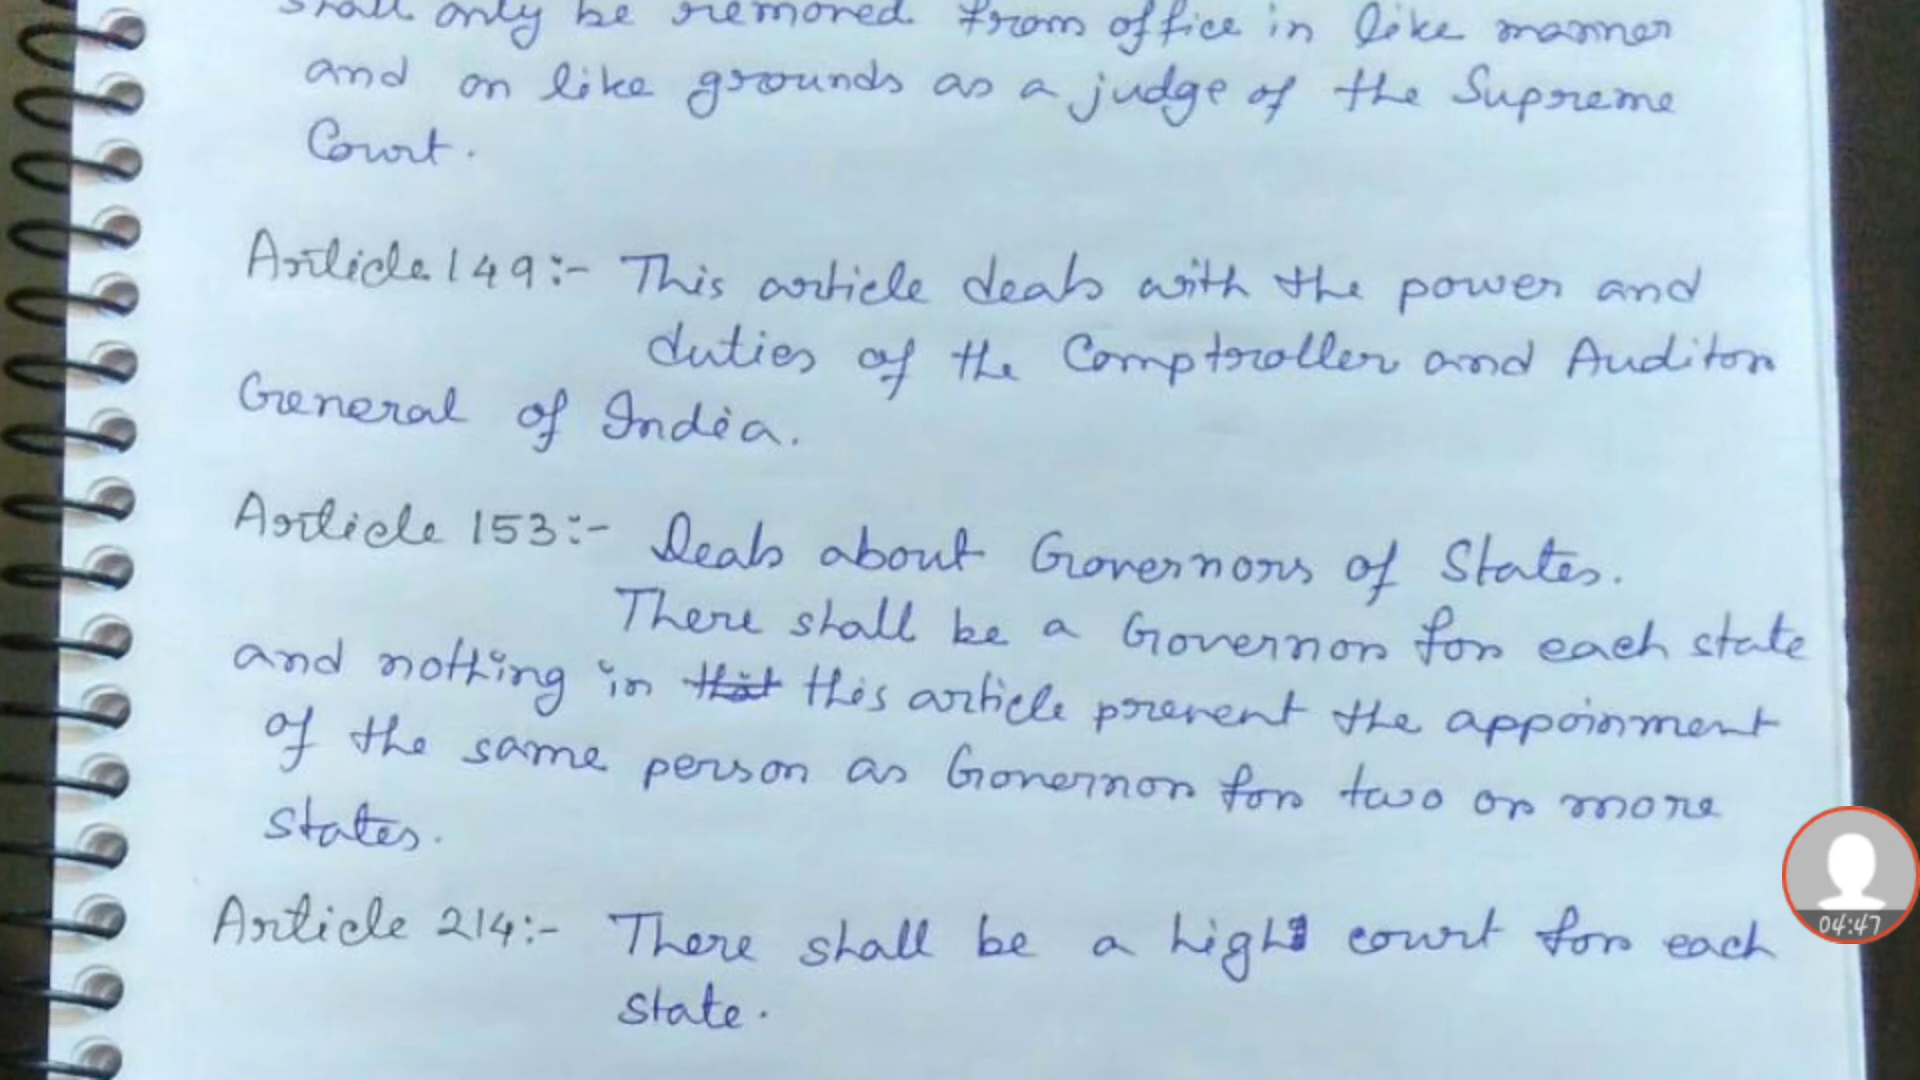 shall only be removed from office in like manner
and on like grounds as a judge of the Supreme
Court.
Article 149:- This article deals with the power and
duties of the Comptroller and Auditor
General of India.
Article 153:- Deals about Governors of States.
There shall be a Governor for each state
and nothing in that this article prevent the appoinment
of the same person as Governor for two or more
states.
Article 214:- There shall be a high court for each
state.
04:47